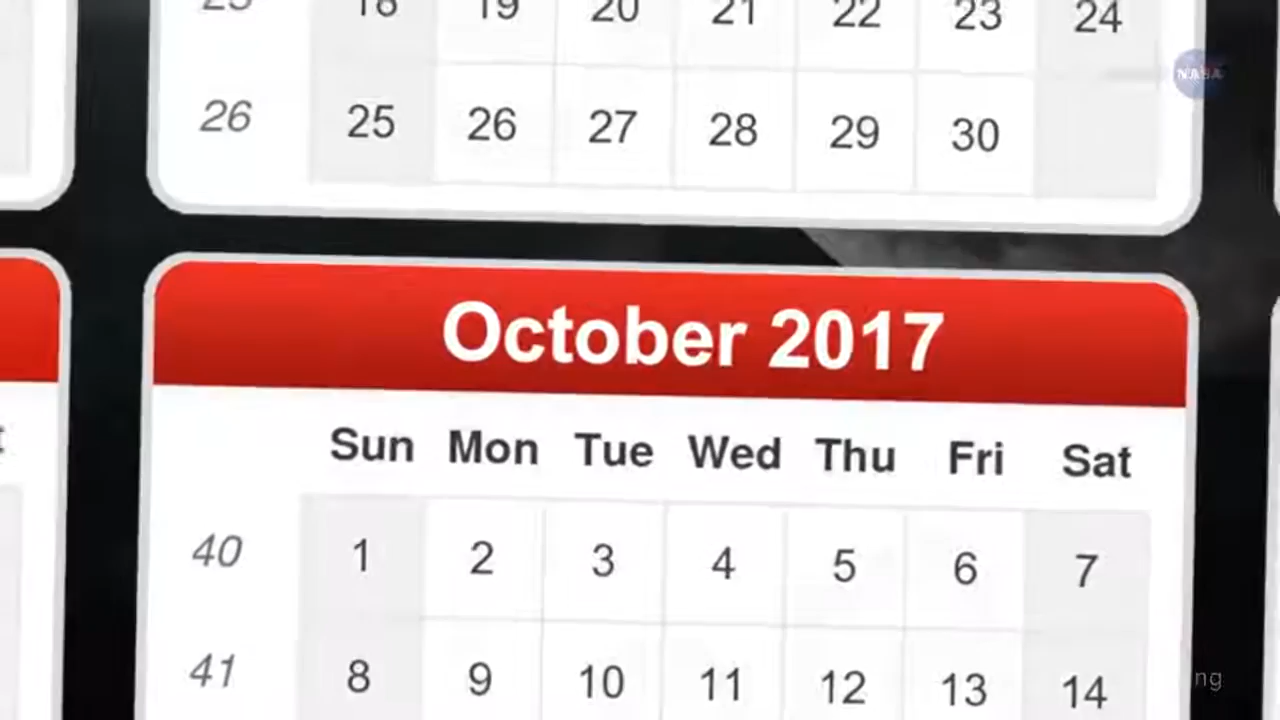 25 18 19 20 21 22 23 24
NASA
26 25 26 27 28 29 30
October 2017
Sun Mon Tue Wed Thu Fri Sat
40 1 2 3 4 5 6 7
41 8 9 10 11 12 13 14
ng